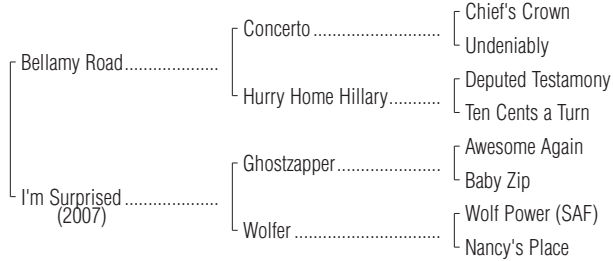 Chief's Crown
Concerto
Undeniably
Bellamy Road
Deputed Testamony
Hurry Home Hillary
Ten Cents a Turn
Awesome Again
Ghostzapper
Baby Zip
I'm Surprised
(2007)
Wolf Power (SAF)
Wolfer
Nancy's Place